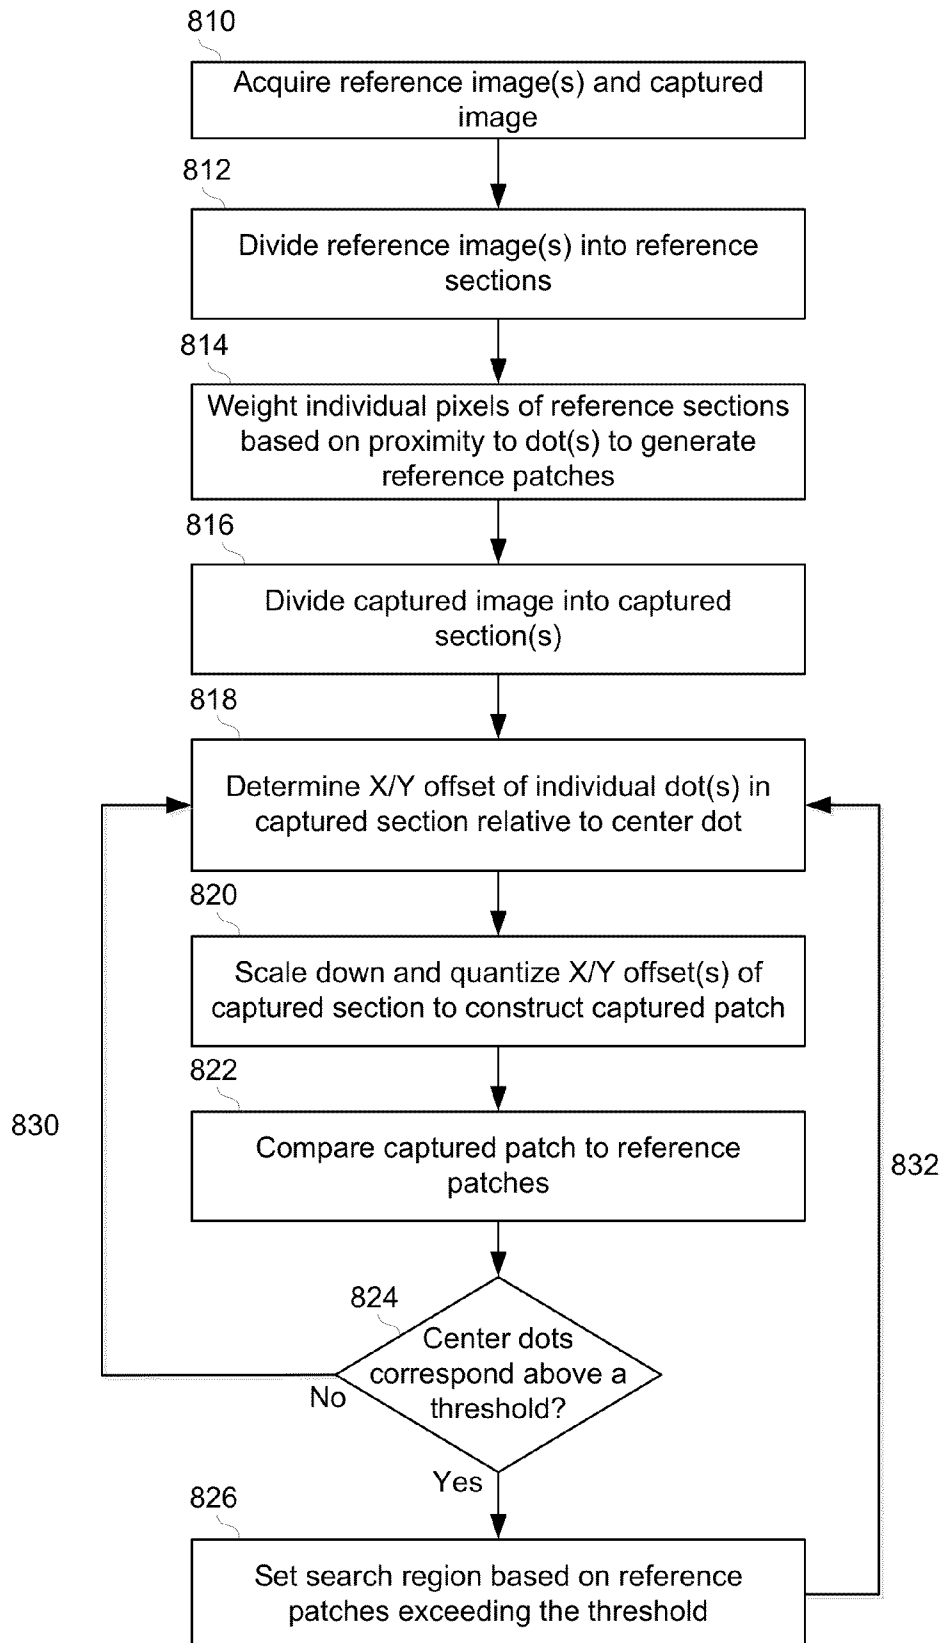 810
Acquire reference image(s) and captured
image
812
Divide reference image(s) into reference
sections
814
Weight individual pixels of reference sections
based on proximity to dot(s) to generate
reference patches
816
Divide captured image into captured
section(s)
818
Determine X/Y offset of individual dot(s) in
captured section relative to center dot
820
Scale down and quantize X/Y offset(s) of
captured section to construct captured patch
822
830
Compare captured patch to reference
patches
832
824
Center dots
correspond above a
threshold?
No
Yes
826
Set search region based on reference
patches exceeding the threshold